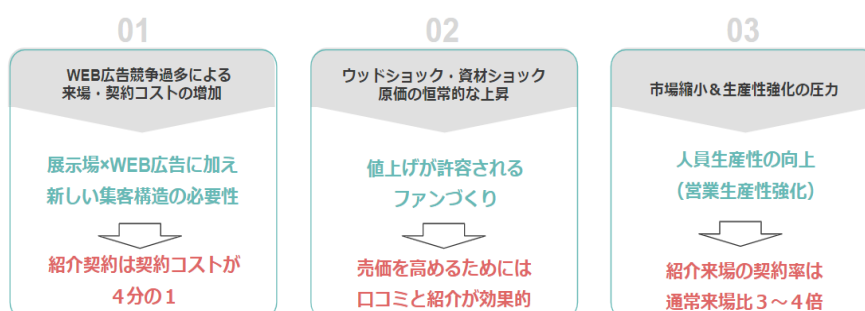 01
WEB広告競争過多による
来場・契約コストの増加
展示場×WEB広告に加え
新しい集客構造の必要性
紹介契約は契約コストが
４分の１
02
ウッドショック・資材ショック
原価の恒常的な上昇
値上げが許容される
ファンづくり
売価を高めるためには
口コミと紹介が効果的
03
市場縮小＆生産性強化の圧力
人員生産性の向上
（営業生産性強化）
紹介来場の契約率は
通常来場比３～４倍